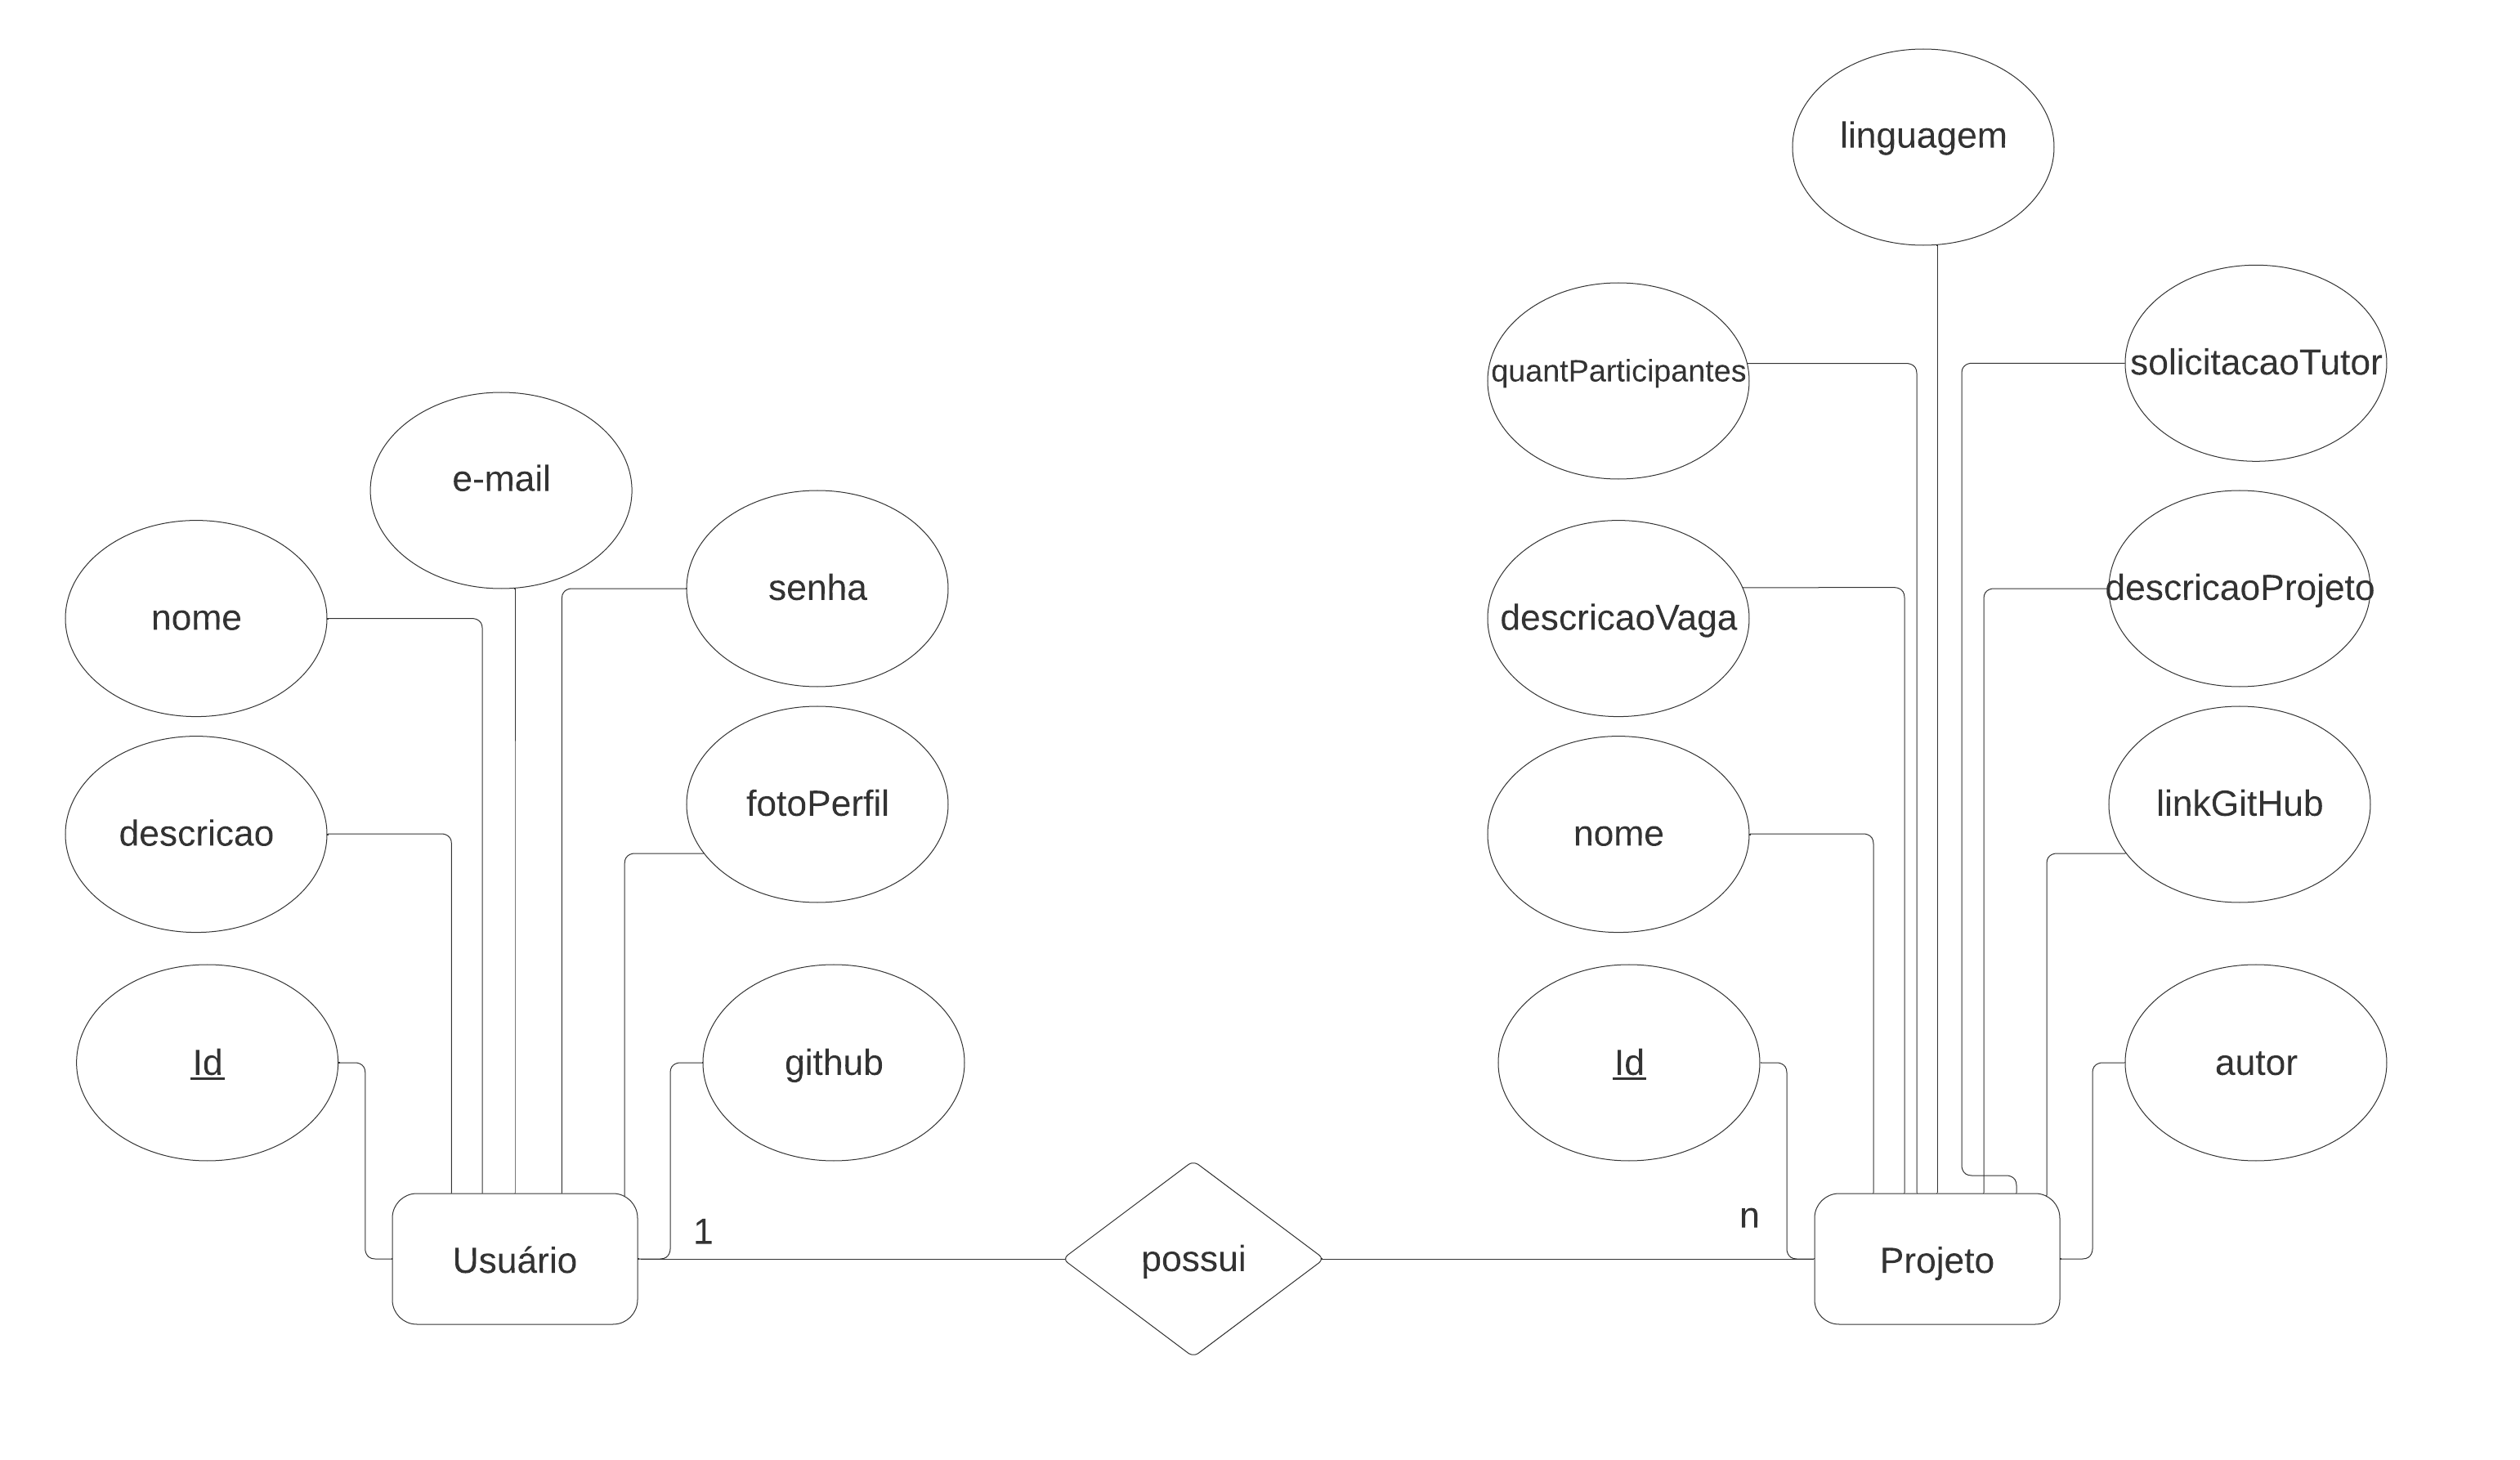 linguagem
quantParticipantes
solicitacaoTutor
e-mail
nome
senha
descricaoVaga
descricaoProjeto
descricao
fotoPerfil
nome
linkGitHub
Id
github
Id
autor
1
n
Usuário
possui
Projeto